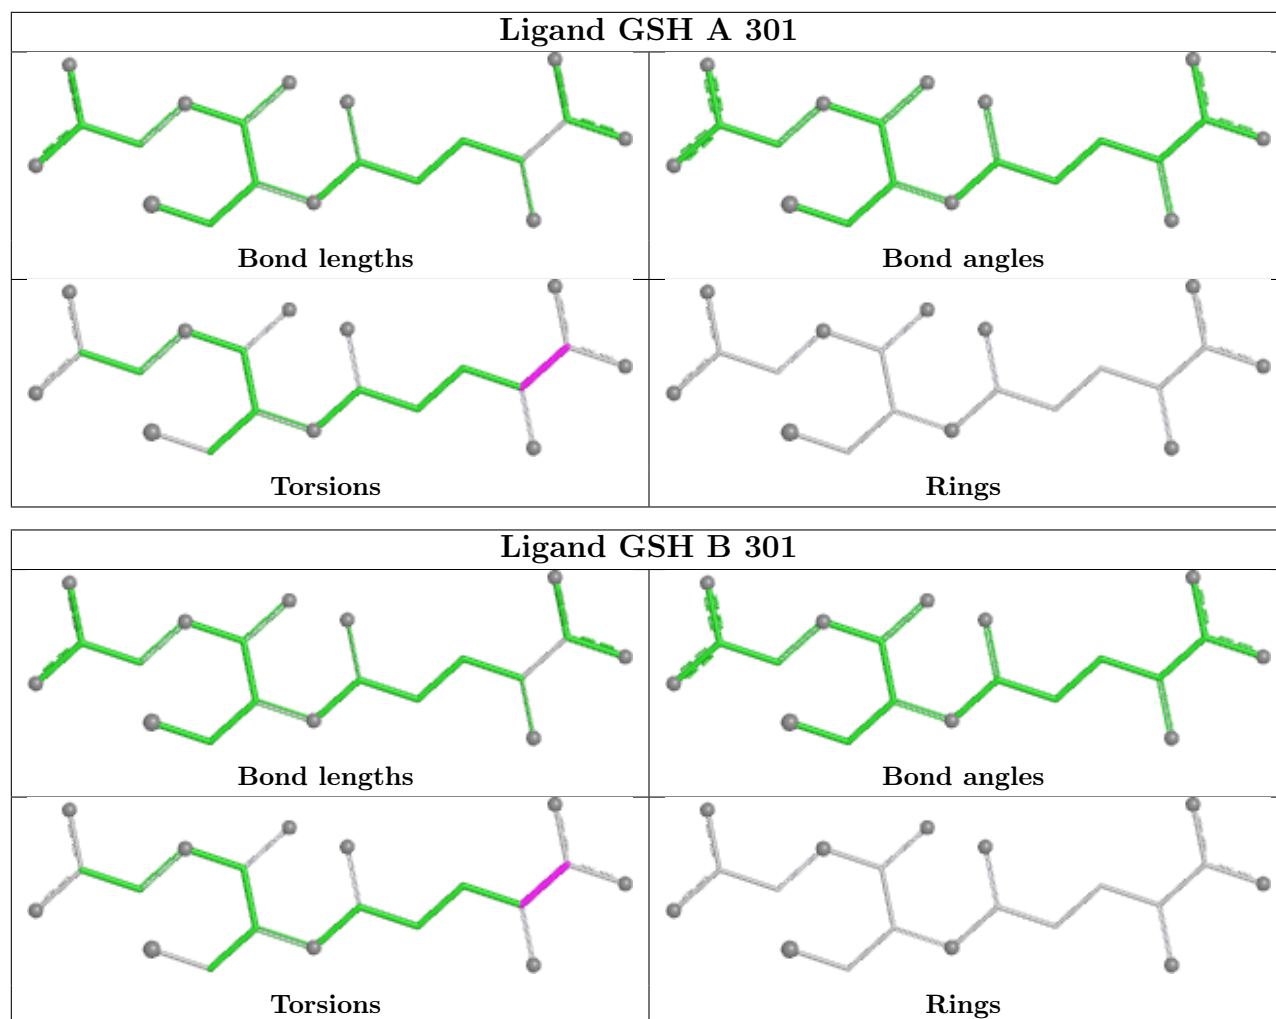 Ligand GSH A 301
Bond lengths
Bond angles
Torsions
Rings
Ligand GSH B 301
Bond lengths
Bond angles
Torsions
Rings